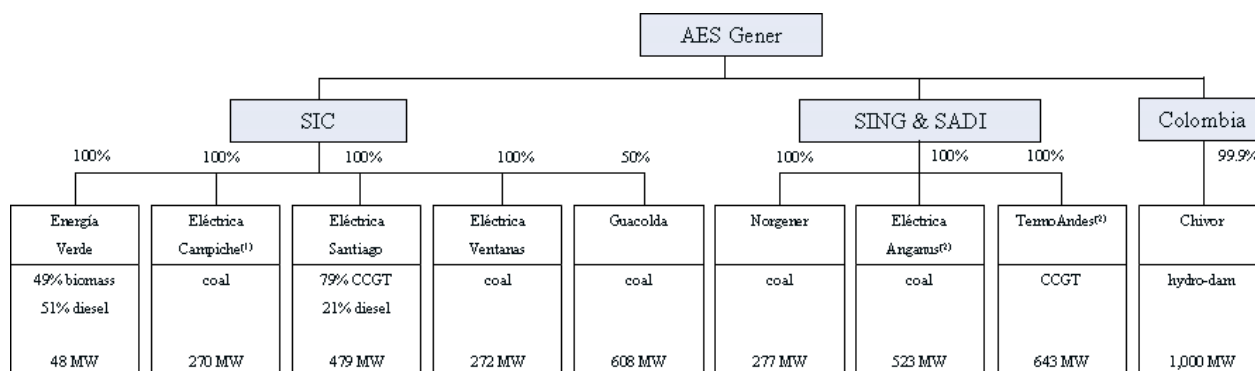 AES Gener
SIC
SING & SADI
Colombia
100%
100%
100%
100%
50%
100%
100%
100%
99.9%
Energía
Verde
49% biomass
51% diesel
48 MW
Eléctrica
Campiche(1)
coal
270 MW
Eléctrica
Santiago
79% CCGT
21% diesel
479 MW
Eléctrica
Ventanas
coal
272 MW
Guacolda
coal
608 MW
Norgener
coal
277 MW
Eléctrica
Angamos(2)
coal
523 MW
TermoAndes(2)
CCGT
643 MW
Chivor
hydro-dam
1,000 MW